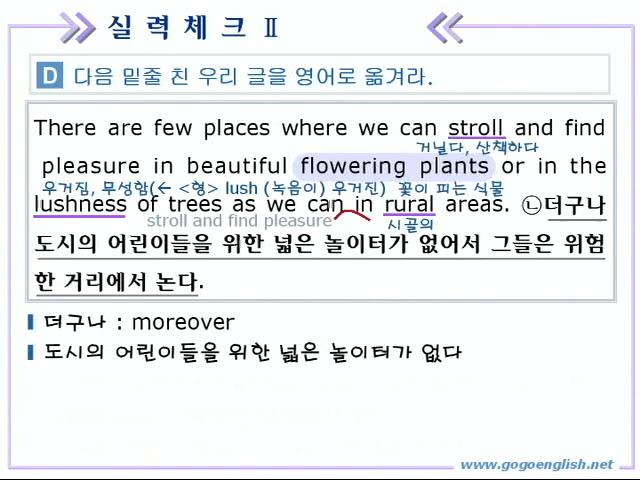 실 력 체 크 Ⅱ
D 다음 밑줄 친 우리 글을 영어로 옮겨라.
There are few places where we can stroll and find
거닐다, 산책하다
pleasure in beautiful flowering plants or in the
우거짐, 무성함(← <형> lush (녹음이) 우거진) 꽃이 피는 식물
lushness of trees as we can in rural areas. ㉡더구나
stroll and find pleasure 시골의
도시의 어린이들을 위한 넓은 놀이터가 없어서 그들은 위험
한 거리에서 논다.
더구나 : moreover
도시의 어린이들을 위한 넓은 놀이터가 없다
www.gogoenglish.net